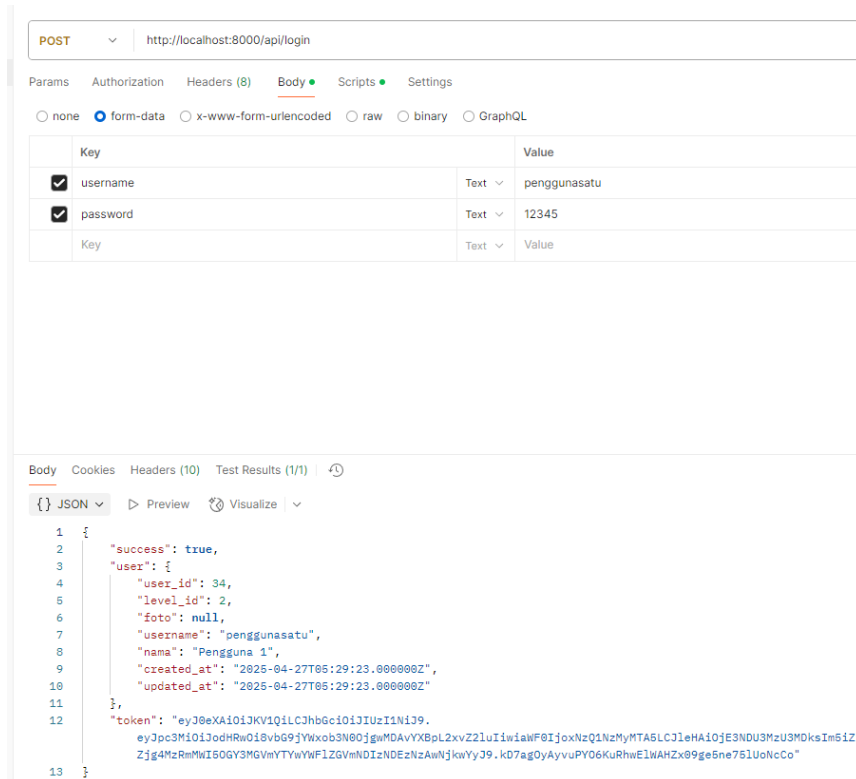 POST http://localhost:8000/api/login
Params Authorization Headers (8) Body Scripts Settings
none form-data x-www-form-urlencoded raw binary GraphQL
Key Value
username Text penggunasatu
password Text 12345
Key Text Value
Body Cookies Headers (10) Test Results (1/1)
{} JSON Preview Visualize
1 {
2 "success": true,
3 "user": {
4 "user_id": 34,
5 "level_id": 2,
6 "foto": null,
7 "username": "penggunasatu",
8 "nama": "Pengguna 1",
9 "created_at": "2025-04-27T05:29:23.000000Z",
10 "updated_at": "2025-04-27T05:29:23.000000Z"
11 },
12 "token": "eyJ0eXAiOiJKV1QiLCJhbGciOiJIUzI1NiJ9.
eyJpc3MiOiJodHRwOi8vbG9jYWxob3N0OjgwMDAvYXBpL2xvZ2luIiwiaWF0IjoxNzQ1NzMyMTA5LCJleHAiOjE3NDU3MzU3MDksIm5iZ
Zjg4MzRmMWI5OGY3MGVmYTYwYWFlZGVmNDIzNDEzNzAwNjkwYyJ9.kD7agOyAyvuPYO6KuRhwElWAHZx09ge5ne75lUoNcCo"
13 }